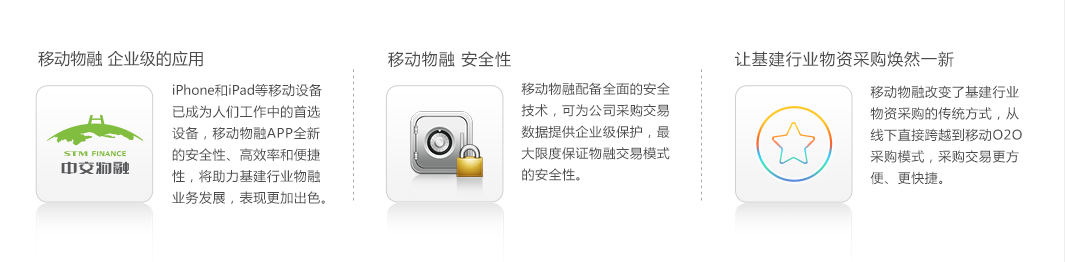 移动物融 企业级的应用
iPhone和iPad等移动设备
已成为人们工作中的首选
设备，移动物融APP全新
的安全性、高效率和便捷
性，将助力基建行业物融
业务发展，表现更加出色。
STM FINANCE
中交物融
移动物融 安全性
移动物融配备全面的安全
技术，可为公司采购交易
数据提供企业级保护，最
大限度保证物融交易模式
的安全性。
让基建行业物资采购焕然一新
移动物融改变了基建行业
物资采购的传统方式，从
线下直接跨越到移动O2O
采购模式，采购交易更方
便、更快捷。